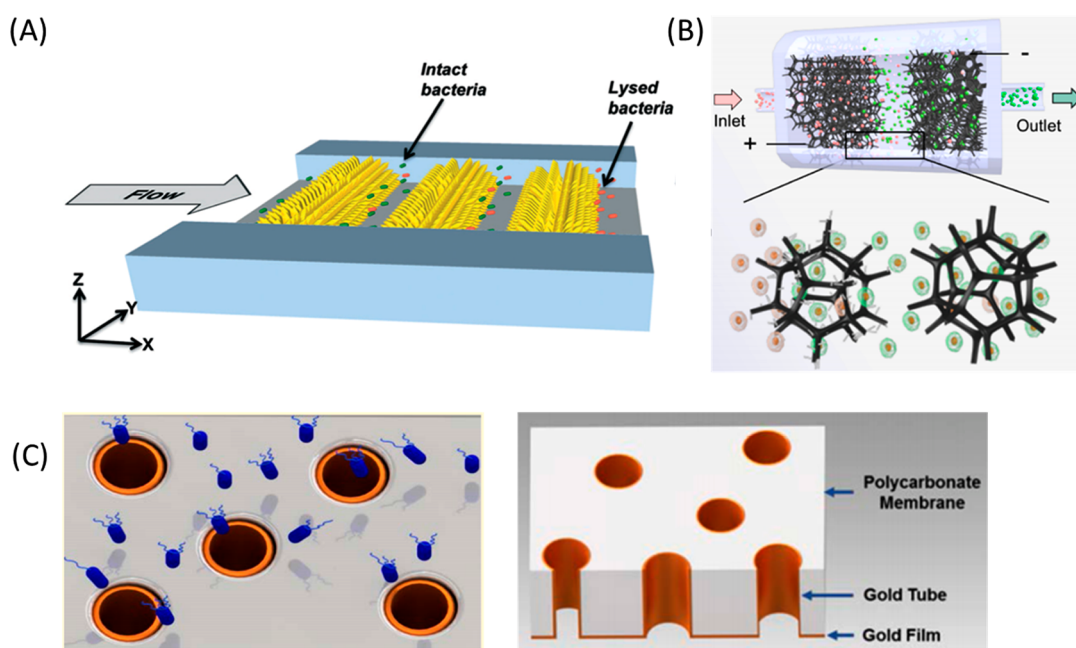 (A)
Intact
bacteria
Lysed
bacteria
Flow
Z
Y
X
(B)
-
Inlet
+
Outlet
(C)
Polycarbonate
Membrane
Gold Tube
Gold Film